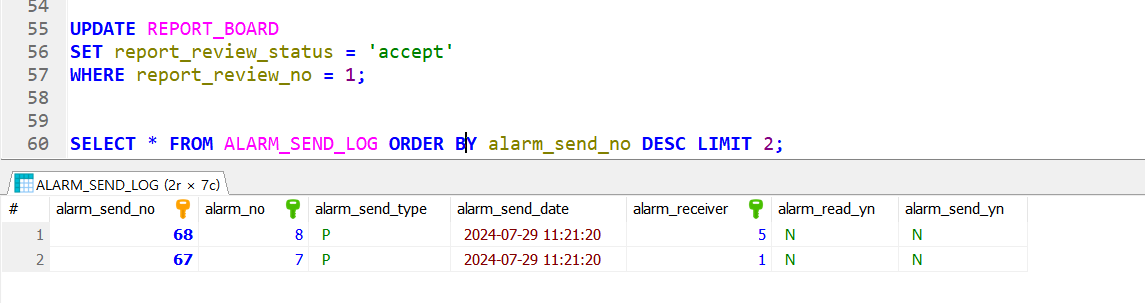 54
55 UPDATE REPORT_BOARD
56 SET report_review_status = 'accept'
57 WHERE report_review_no = 1;
58
59
60 SELECT * FROM ALARM_SEND_LOG ORDER BY alarm_send_no DESC LIMIT 2;
ALARM_SEND_LOG (2r × 7c)
# alarm_send_no alarm_no alarm_send_type alarm_send_date alarm_receiver alarm_read_yn alarm_send_yn
1 68 8 P 2024-07-29 11:21:20 5 N N
2 67 7 P 2024-07-29 11:21:20 1 N N